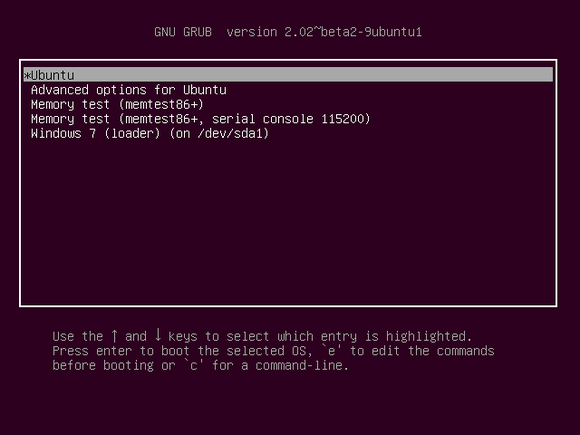 GNU GRUB  version 2.02~beta2-9ubuntu1
*Ubuntu
Advanced options for Ubuntu
Memory test (memtest86+)
Memory test (memtest86+, serial console 115200)
Windows 7 (loader) (on /dev/sda1)
Use the ↑ and ↓ keys to select which entry is highlighted.
Press enter to boot the selected OS, `e' to edit the commands
before booting or `c' for a command-line.